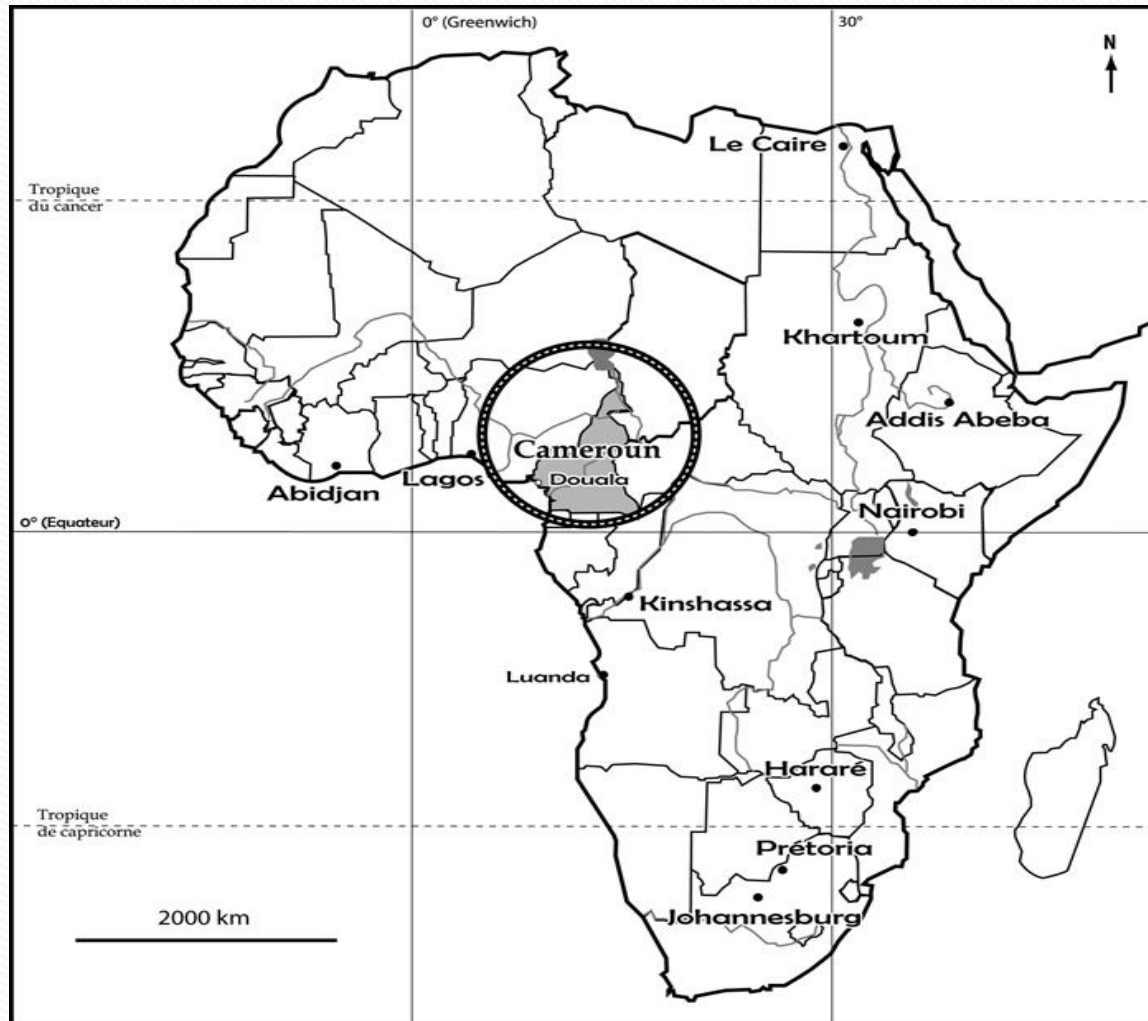 0° (Greenwich)
30°
N
Le Caire
Tropique
du cancer
Khartoum
Addis Abeba
Cameroun
Douala
Lagos
Abidjan
Nairobi
0° (Equateur)
Kinshassa
Luanda
Hararé
Tropique
de capricorne
Prétoria
2000 km
Johannesburg